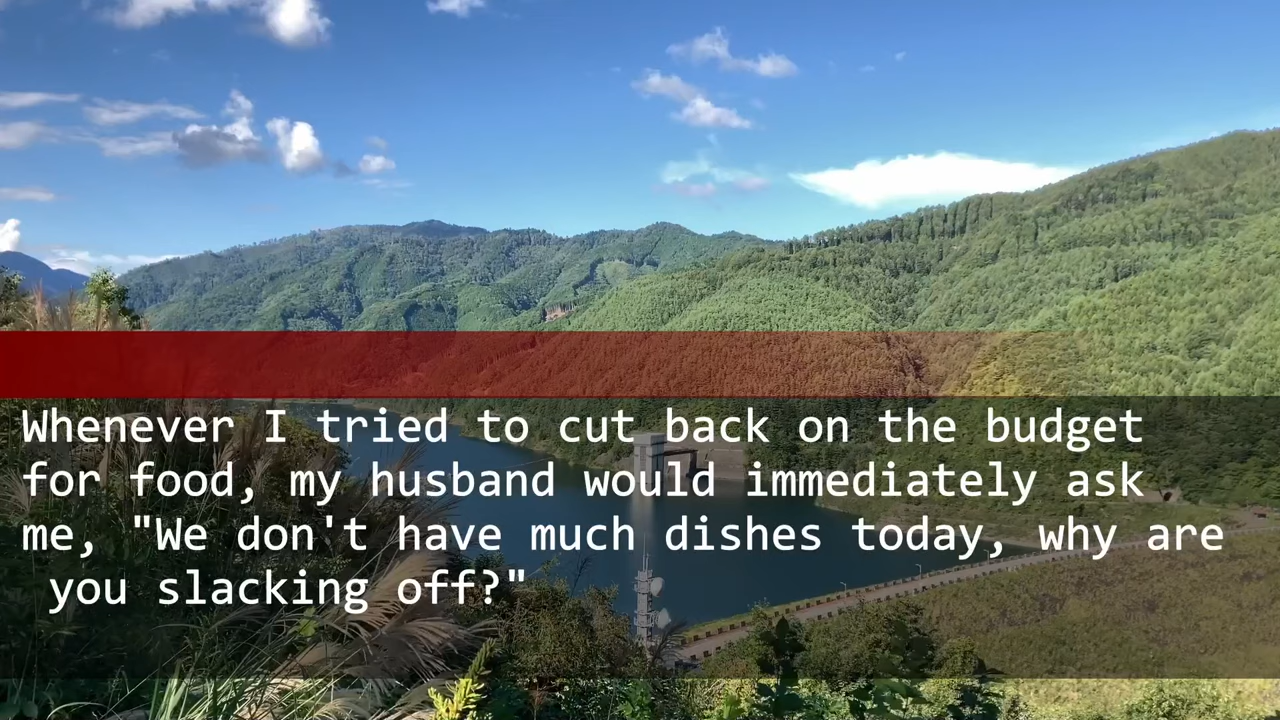 Whenever I tried to cut back on the budget
for food, my husband would immediately ask
me, "We don't have much dishes today, why are
you slacking off?"